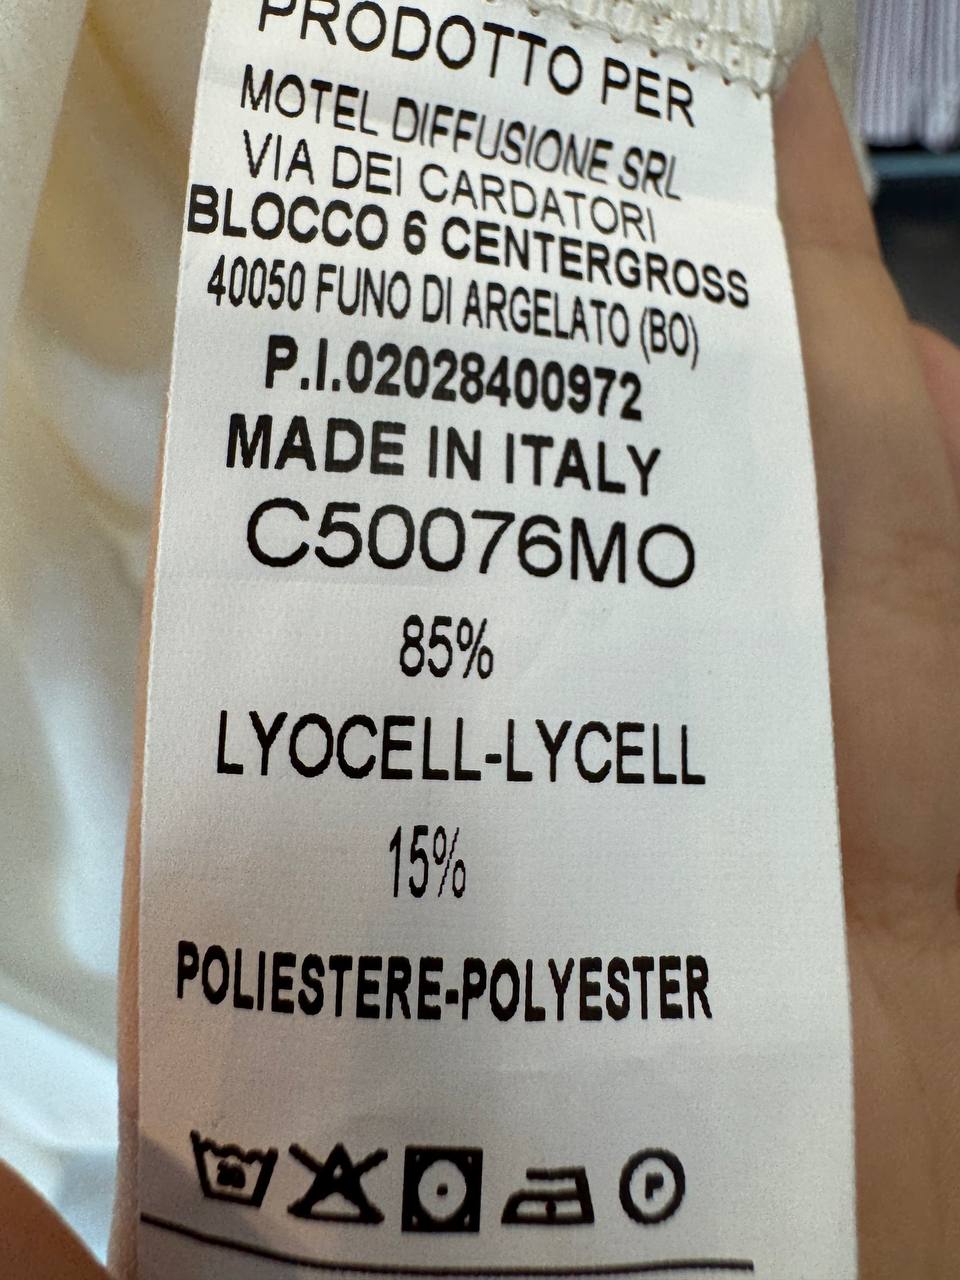 PRODOTTO PER
MOTEL DIFFUSIONE SRL
VIA DEI CARDATORI
BLOCCO 6 CENTERGROSS
40050 FUNO DI ARGELATO (BO)
P.I.02028400972
MADE IN ITALY
C50076MO
85%
LYOCELL-LYCELL
15%
POLIESTERE-POLYESTER
P